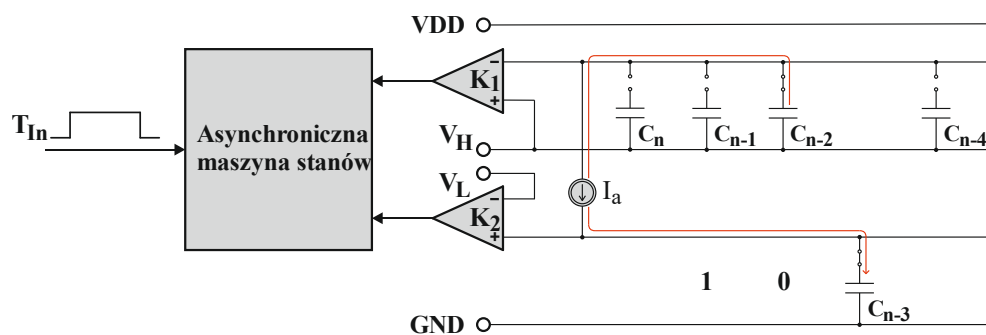 VDD
K1
Cn
Cn-1
Cn-2
Cn-4
TIn
Asynchroniczna
maszyna stanów
VH
VL
Ia
K2
1 0
Cn-3
GND